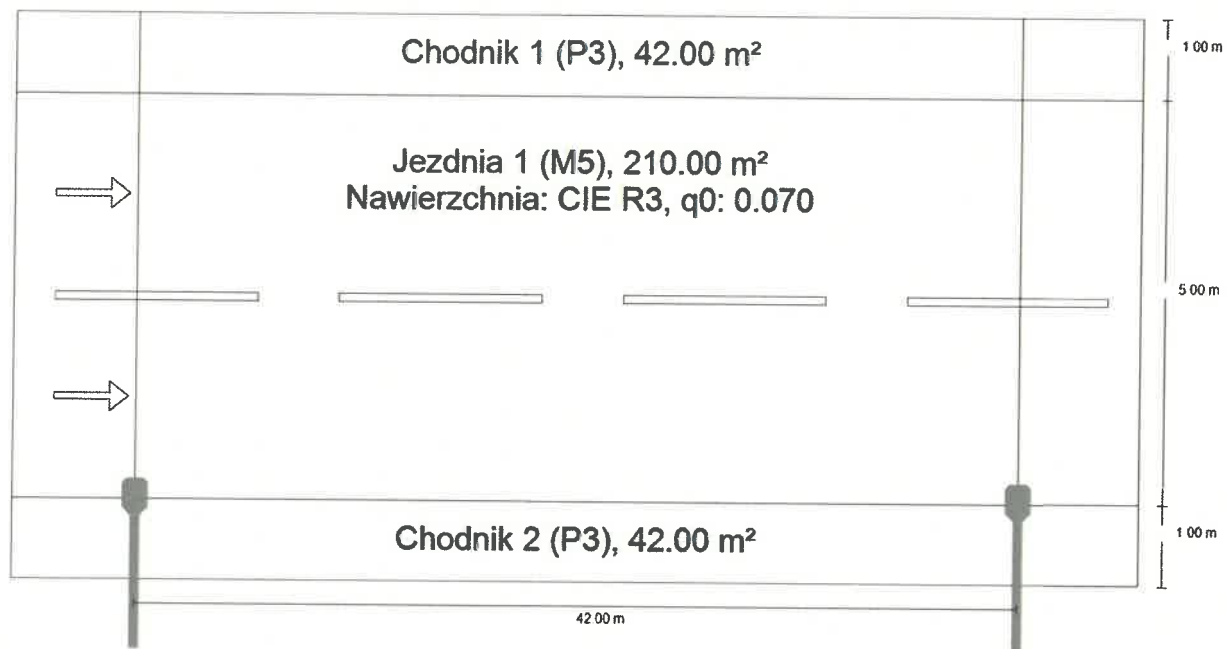 Chodnik 1 (P3), 42.00 m²
1 00 m
Jezdnia 1 (M5), 210.00 m²
Nawierzchnia: CIE R3, q0: 0.070
5 00 m
Chodnik 2 (P3), 42.00 m²
1 00 m
42 00 m